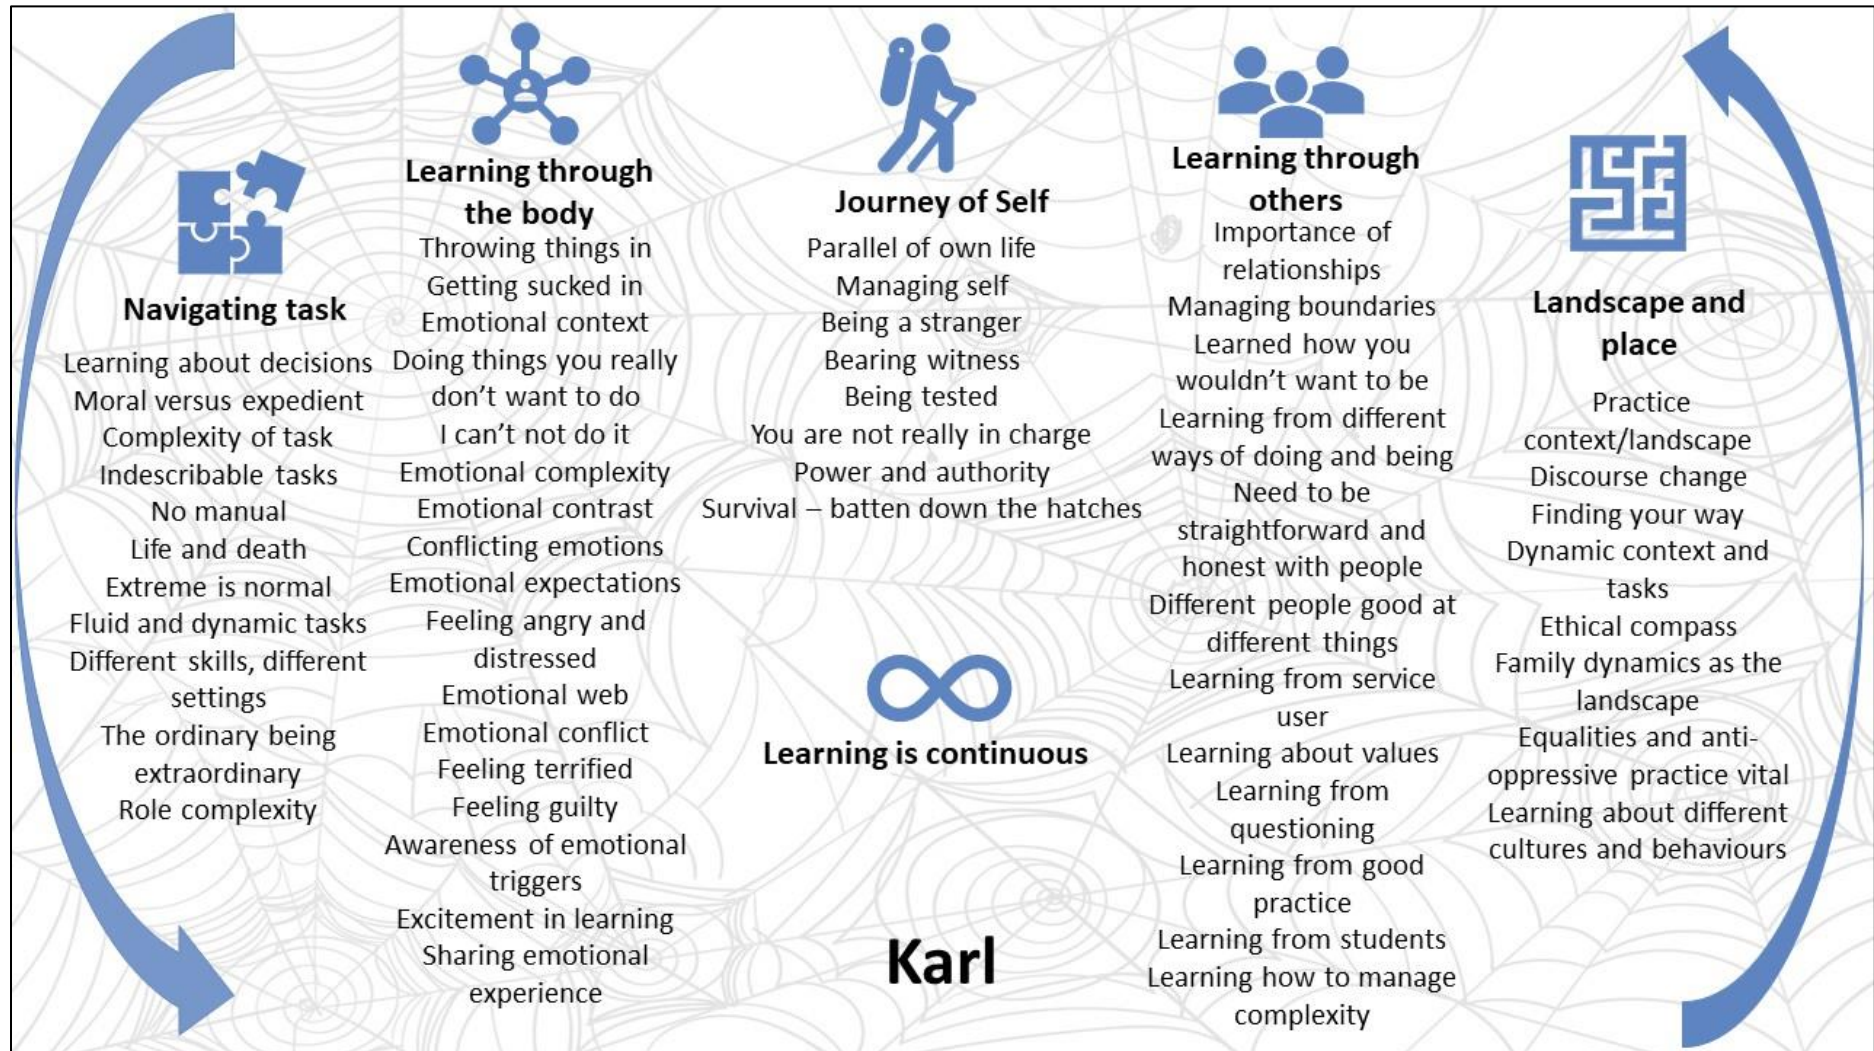 Navigating task
Learning about decisions
Moral versus expedient
Complexity of task
Indescribable tasks
No manual
Life and death
Extreme is normal
Fluid and dynamic tasks
Different skills, different
settings
The ordinary being
extraordinary
Role complexity
Learning through
the body
Throwing things in
Getting sucked in
Emotional context
Doing things you really
don’t want to do
I can’t not do it
Emotional complexity
Emotional contrast
Conflicting emotions
Emotional expectations
Feeling angry and
distressed
Emotional web
Emotional conflict
Feeling terrified
Feeling guilty
Awareness of emotional
triggers
Excitement in learning
Sharing emotional
experience
Journey of Self
Parallel of own life
Managing self
Being a stranger
Bearing witness
Being tested
You are not really in charge
Power and authority
Survival – batten down the hatches
Learning is continuous
Karl
Learning through
others
Importance of
relationships
Managing boundaries
Learned how you
wouldn’t want to be
Learning from different
ways of doing and being
Need to be
straightforward and
honest with people
Different people good at
different things
Learning from service
user
Learning about values
Learning from
questioning
Learning from good
practice
Learning from students
Learning how to manage
complexity
Landscape and
place
Practice
context/landscape
Discourse change
Finding your way
Dynamic context and
tasks
Ethical compass
Family dynamics as the
landscape
Equalities and anti-
oppressive practice vital
Learning about different
cultures and behaviours